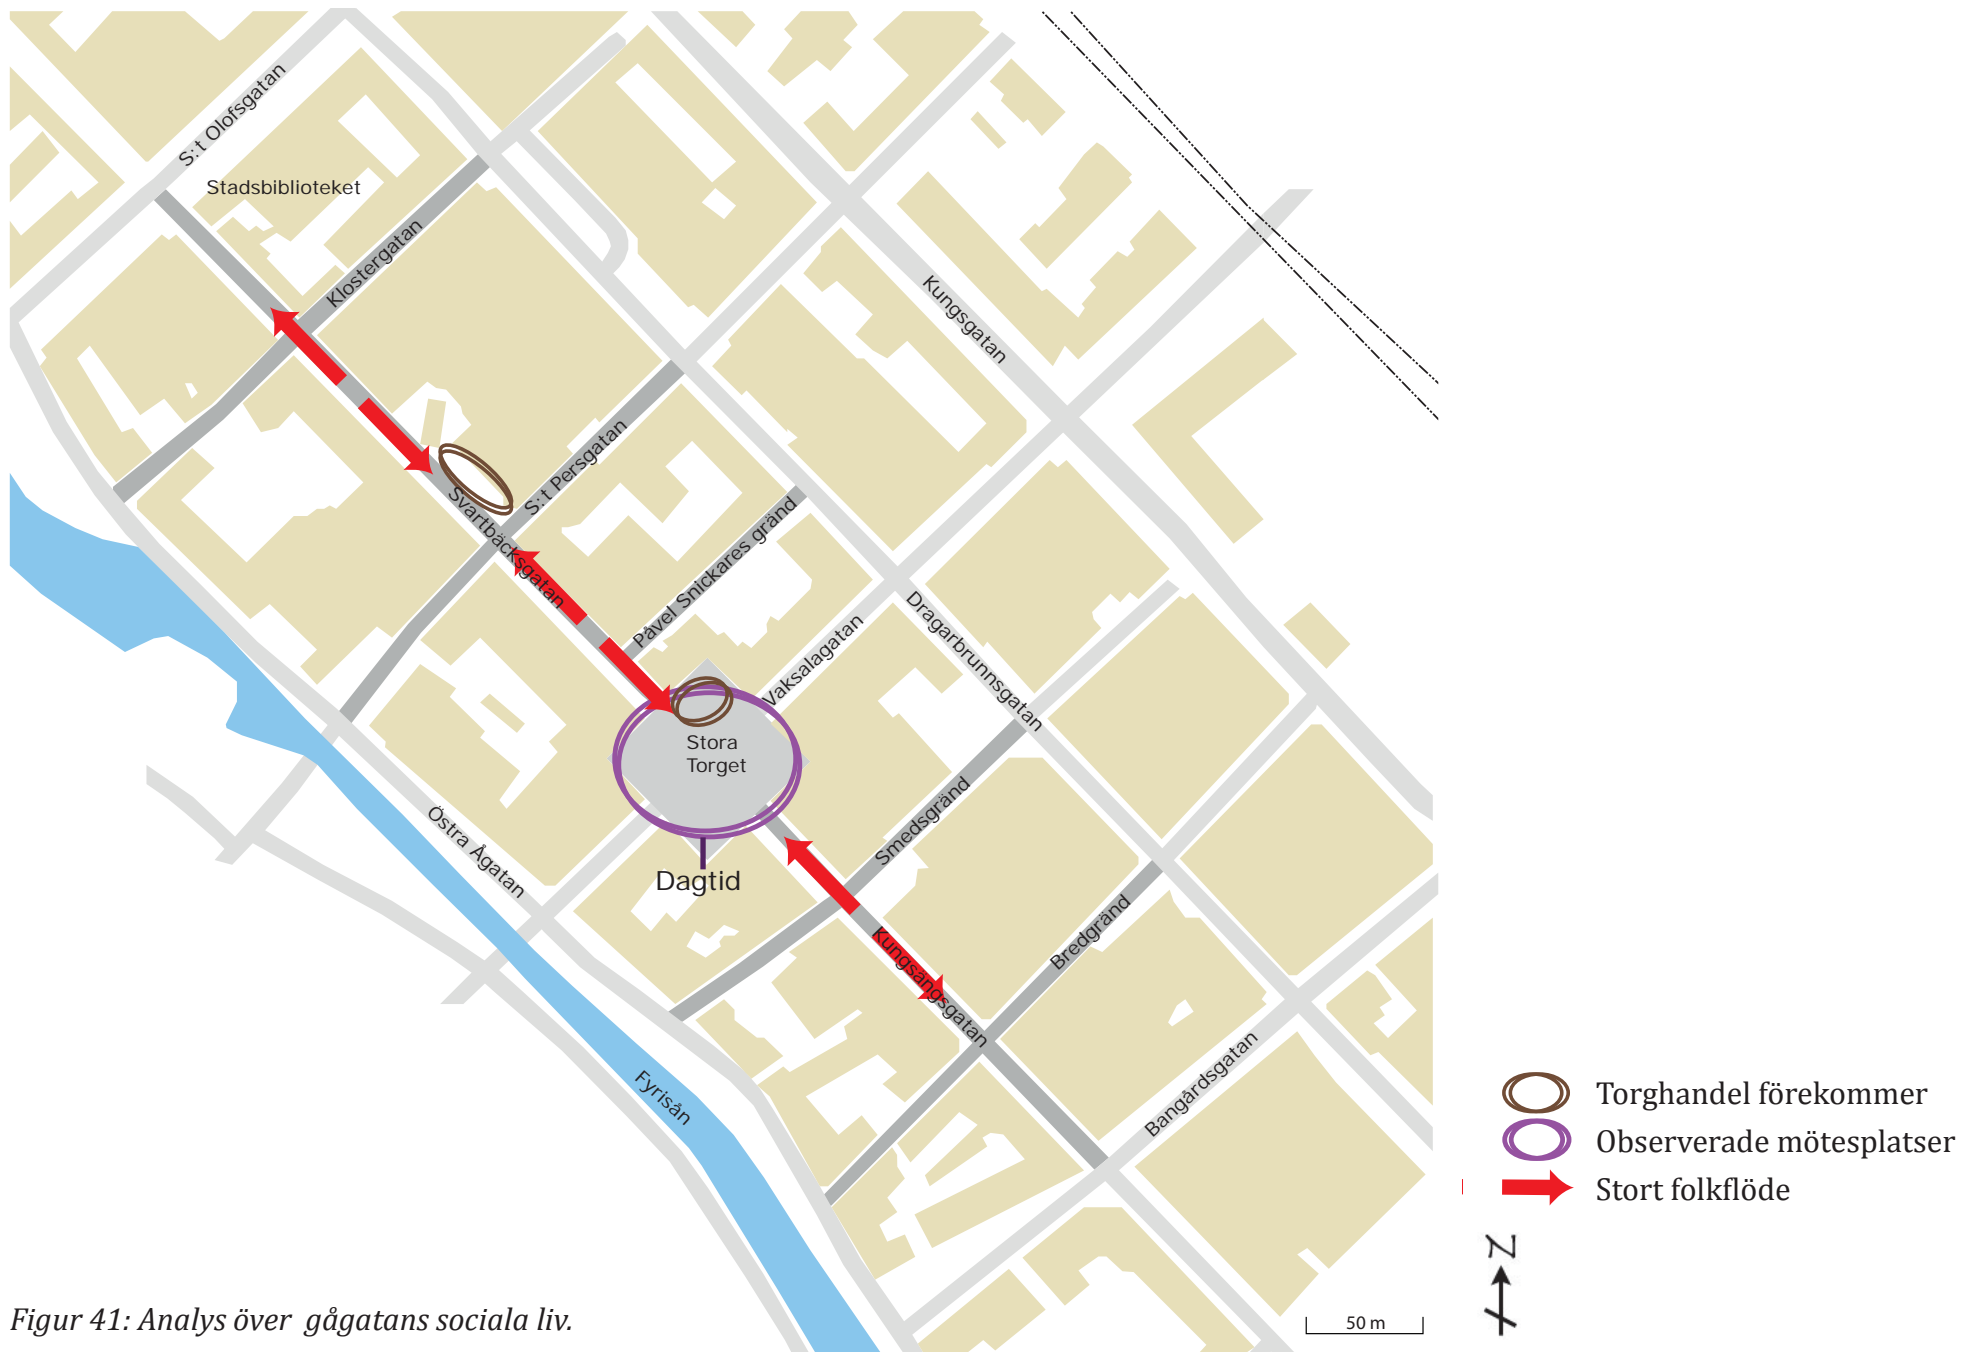 S:t Olofsgatan
Stadsbiblioteket
Klostergatan
Kungsgatan
S:t Persgatan
Svartbäcksgatan
Påvel Snickares gränd
Vaksalagatan
Dragarbrunnsgatan
Stora
Torget
Smedsgränd
Östra Ågatan
Dagtid
Bredgränd
Kungsängsgatan
Bangårdsgatan
Fyrisån
Torghandel förekommer
Observerade mötesplatser
Stort folkflöde
N
50 m
Figur 41: Analys över gågatans sociala liv.